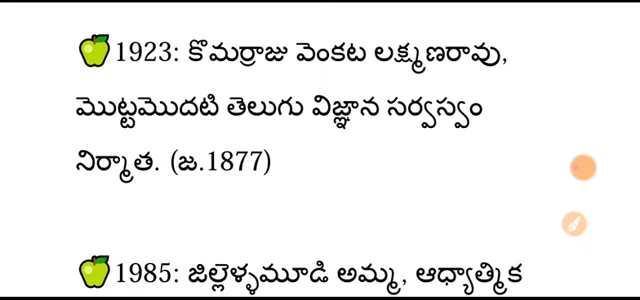 🍏1923: కొమర్రాజు వెంకట లక్ష్మణరావు,
మొట్టమొదటి తెలుగు విజ్ఞాన సర్వస్వం
నిర్మాత. (జ.1877)
🍏1985: జిల్లెళ్ళమూడి అమ్మ, ఆధ్యాత్మిక